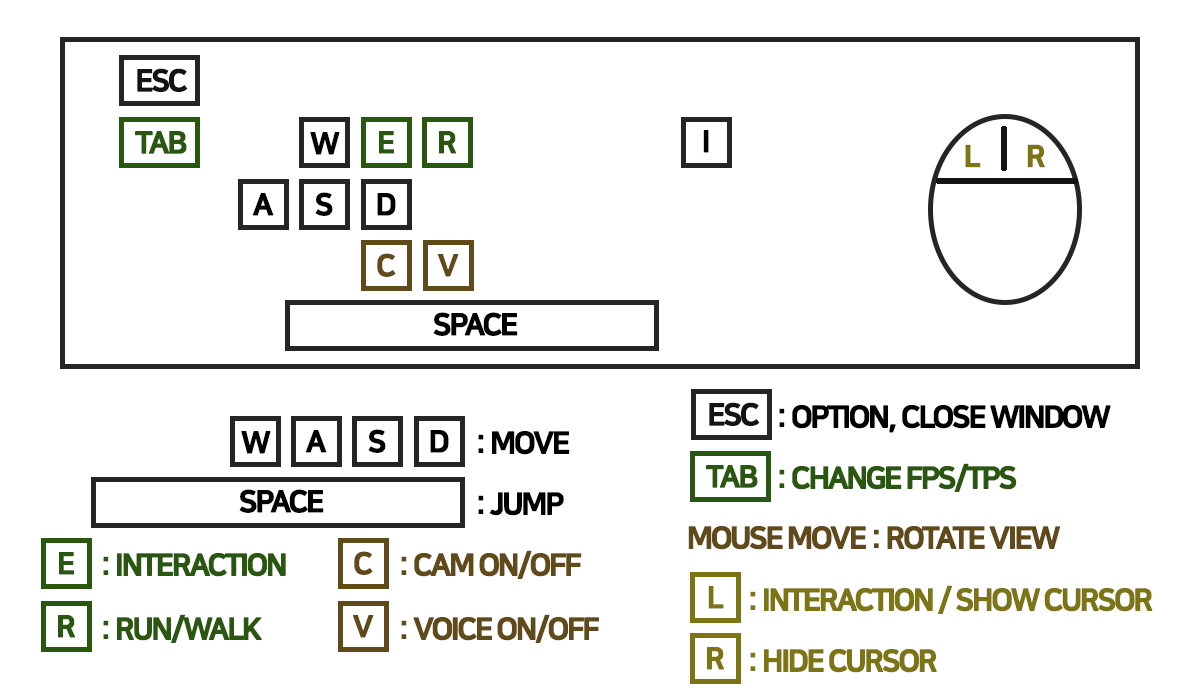 ESC
TAB W E R I L R
A S D
C V
SPACE
W A S D : MOVE
SPACE : JUMP
E : INTERACTION C : CAM ON/OFF
R : RUN/WALK V : VOICE ON/OFF
ESC : OPTION, CLOSE WINDOW
TAB : CHANGE FPS/TPS
MOUSE MOVE : ROTATE VIEW
L : INTERACTION / SHOW CURSOR
R : HIDE CURSOR